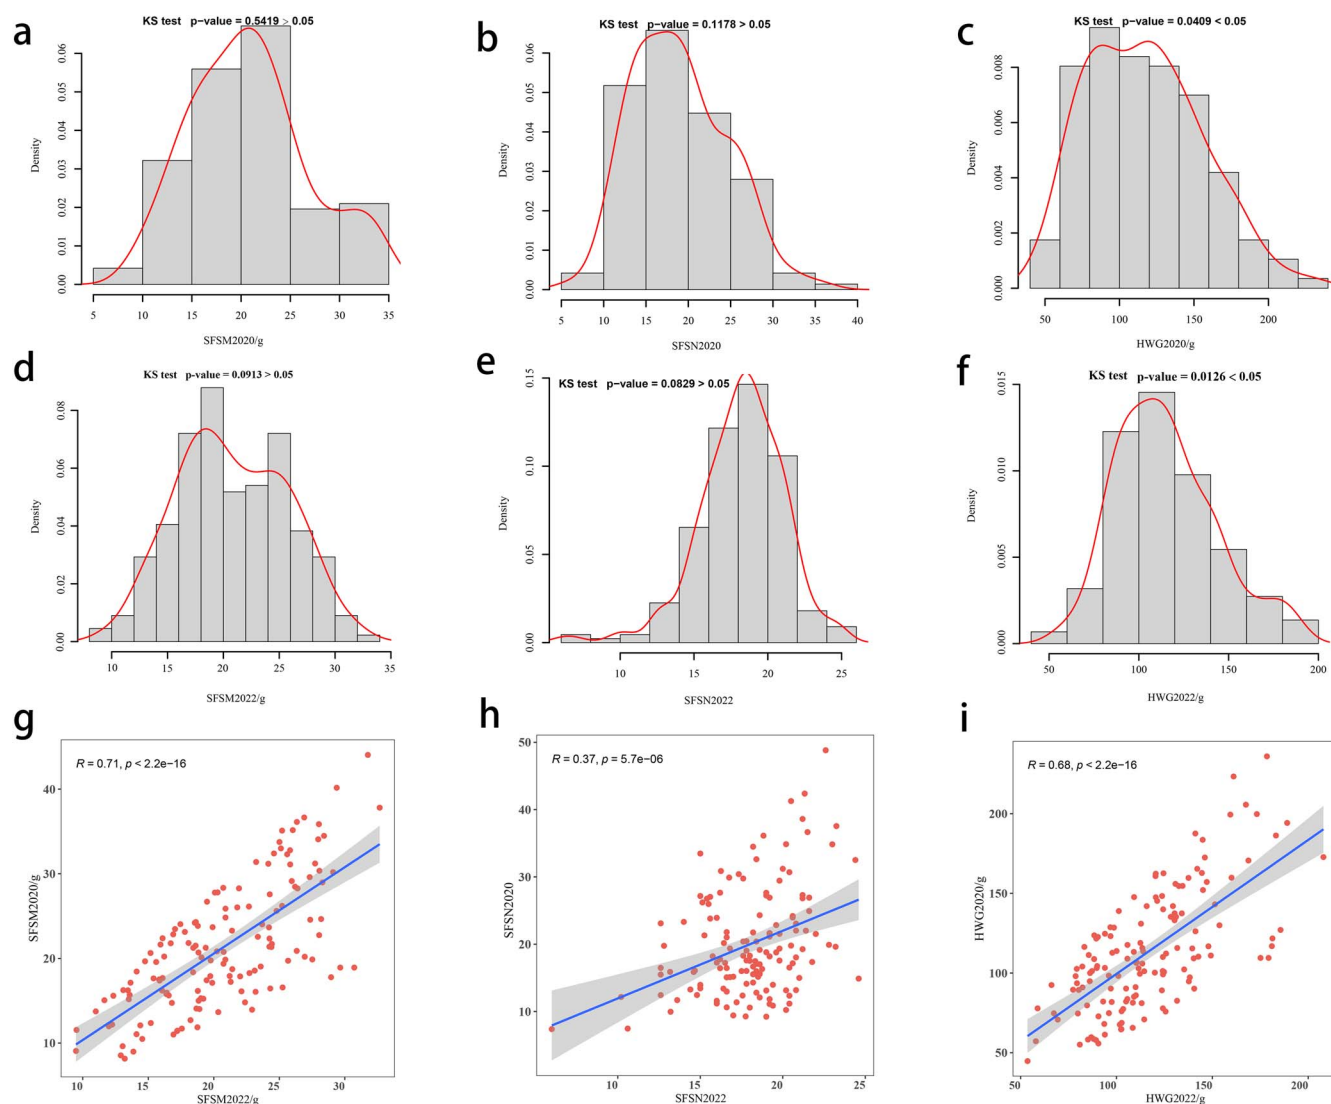 a
KS test p-value = 0.5419 > 0.05
Density
0.00 0.01 0.02 0.03 0.04 0.05 0.06
5 10 15 20 25 30 35
SFSM2020/g
b
KS test p-value = 0.1178 > 0.05
Density
0.00 0.01 0.02 0.03 0.04 0.05 0.06
5 10 15 20 25 30 35 40
SFSN2020
c
KS test p-value = 0.0409 < 0.05
Density
0.000 0.002 0.004 0.006 0.008
50 100 150 200
HWG2020/g
d
KS test p-value = 0.0913 > 0.05
Density
0.00 0.02 0.04 0.06 0.08
10 15 20 25 30 35
SFSM2022/g
e
KS test p-value = 0.0829 > 0.05
Density
0.00 0.05 0.10 0.15
10 15 20 25
SFSN2022
f
KS test p-value = 0.0126 < 0.05
Density
0.000 0.005 0.010 0.015
50 100 150 200
HWG2022/g
g
R = 0.71, p < 2.2e−16
SFSM2020/g
10 20 30 40
10 15 20 25 30
SFSM2022/g
h
R = 0.37, p = 5.7e−06
SFSN2020
10 20 30 40 50
10 15 20 25
SFSN2022
i
R = 0.68, p < 2.2e−16
HWG2020/g
50 100 150 200
50 100 150 200
HWG2022/g